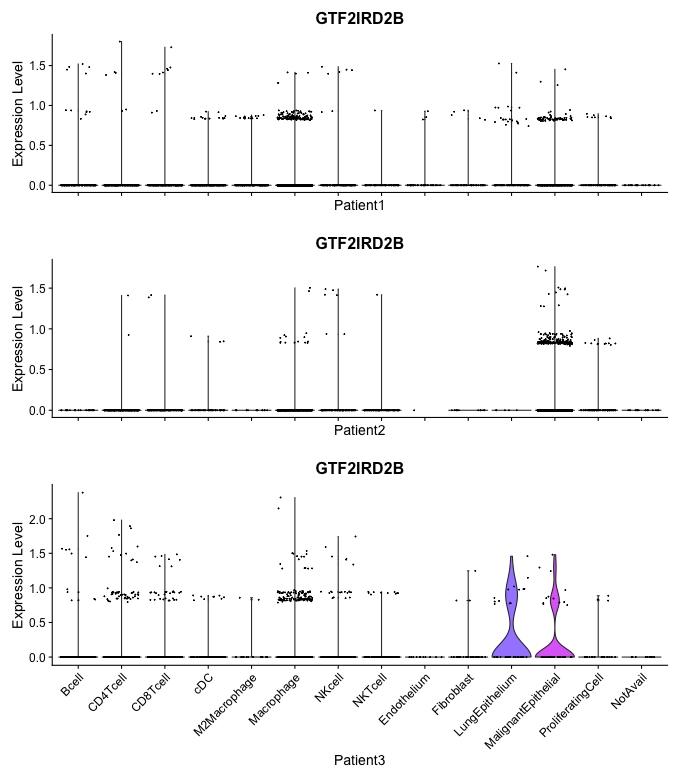 GTF2IRD2B
Expression Level
1.5
1.0
0.5
0.0
Patient1
GTF2IRD2B
Expression Level
1.5
1.0
0.5
0.0
Patient2
GTF2IRD2B
Expression Level
2.0
1.5
1.0
0.5
0.0
Bcell
CD4Tcell
CD8Tcell
cDC
M2Macrophage
Macrophage
NKcell
NKTcell
Endothelium
Fibroblast
LungEpithelium
MalignantEpithelial
ProliferatingCell
NotAvail
Patient3